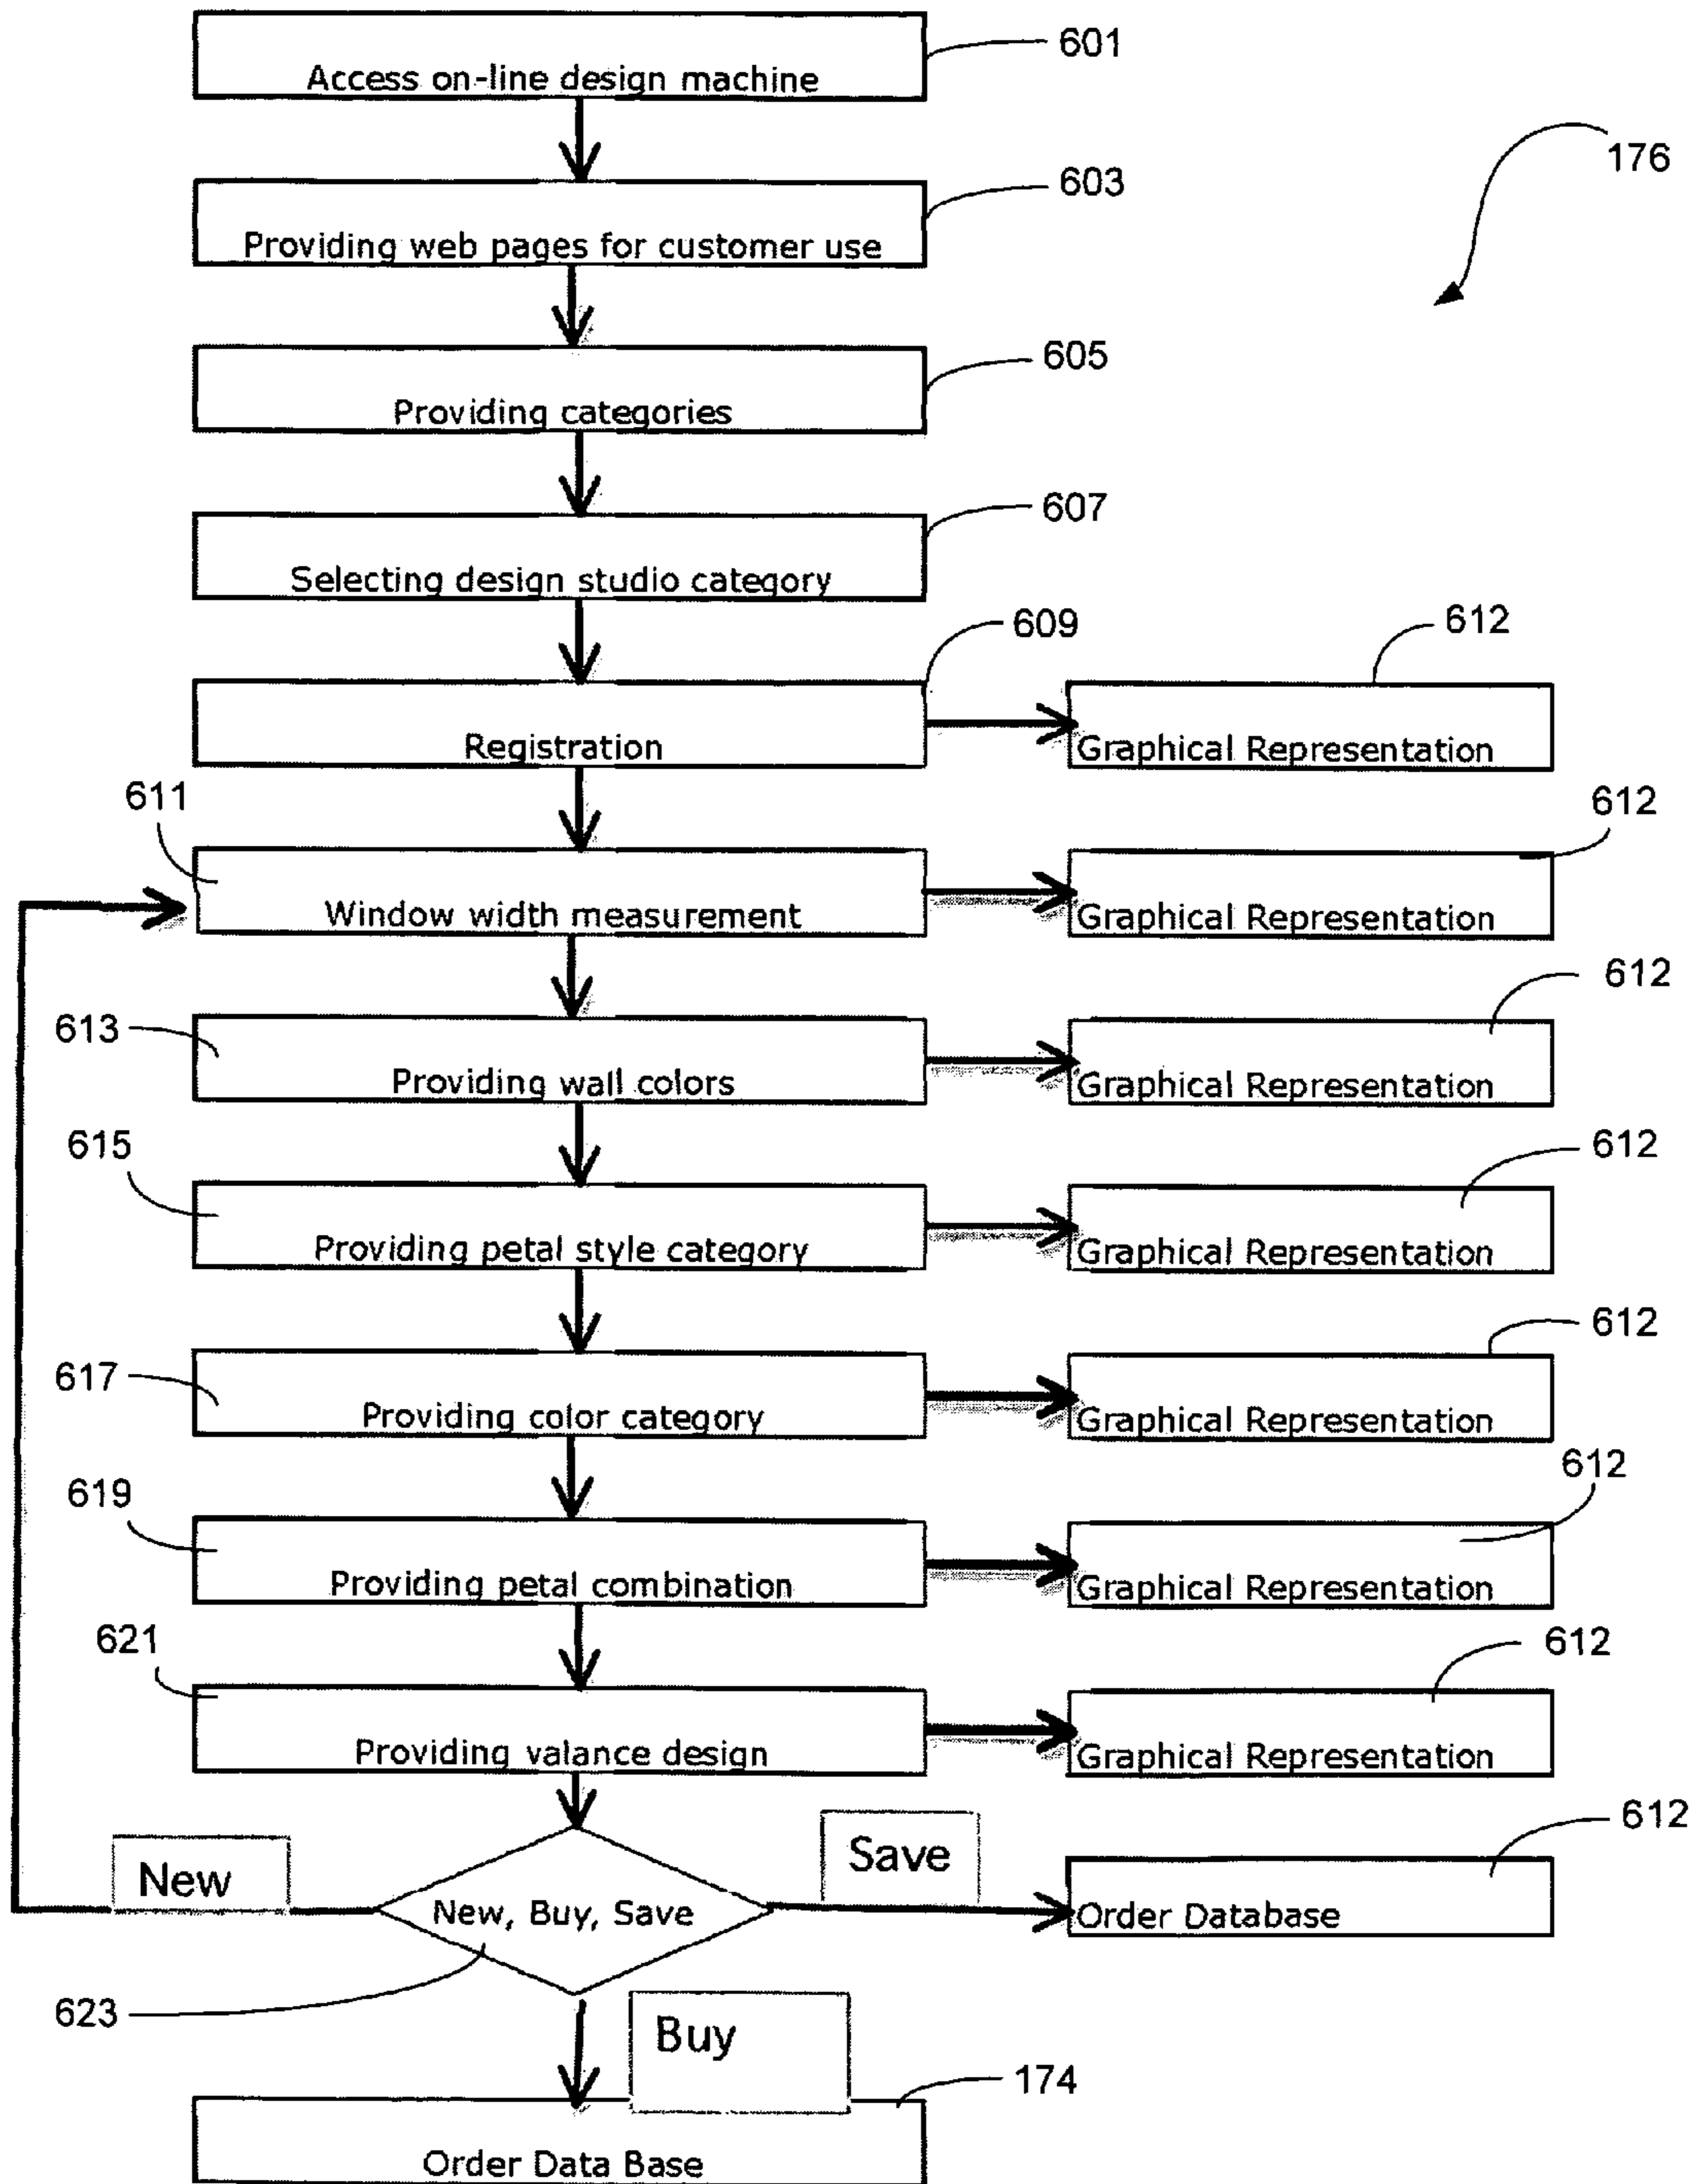 601
Access on-line design machine
176
603
Providing web pages for customer use
605
Providing categories
607
Selecting design studio category
609
612
Registration
Graphical Representation
611
612
Window width measurement
Graphical Representation
613
612
Providing wall colors
Graphical Representation
615
612
Providing petal style category
Graphical Representation
617
612
Providing color category
Graphical Representation
619
612
Providing petal combination
Graphical Representation
621
612
Providing valance design
Graphical Representation
612
New
Save
New, Buy, Save
Order Database
623
Buy
174
Order Data Base